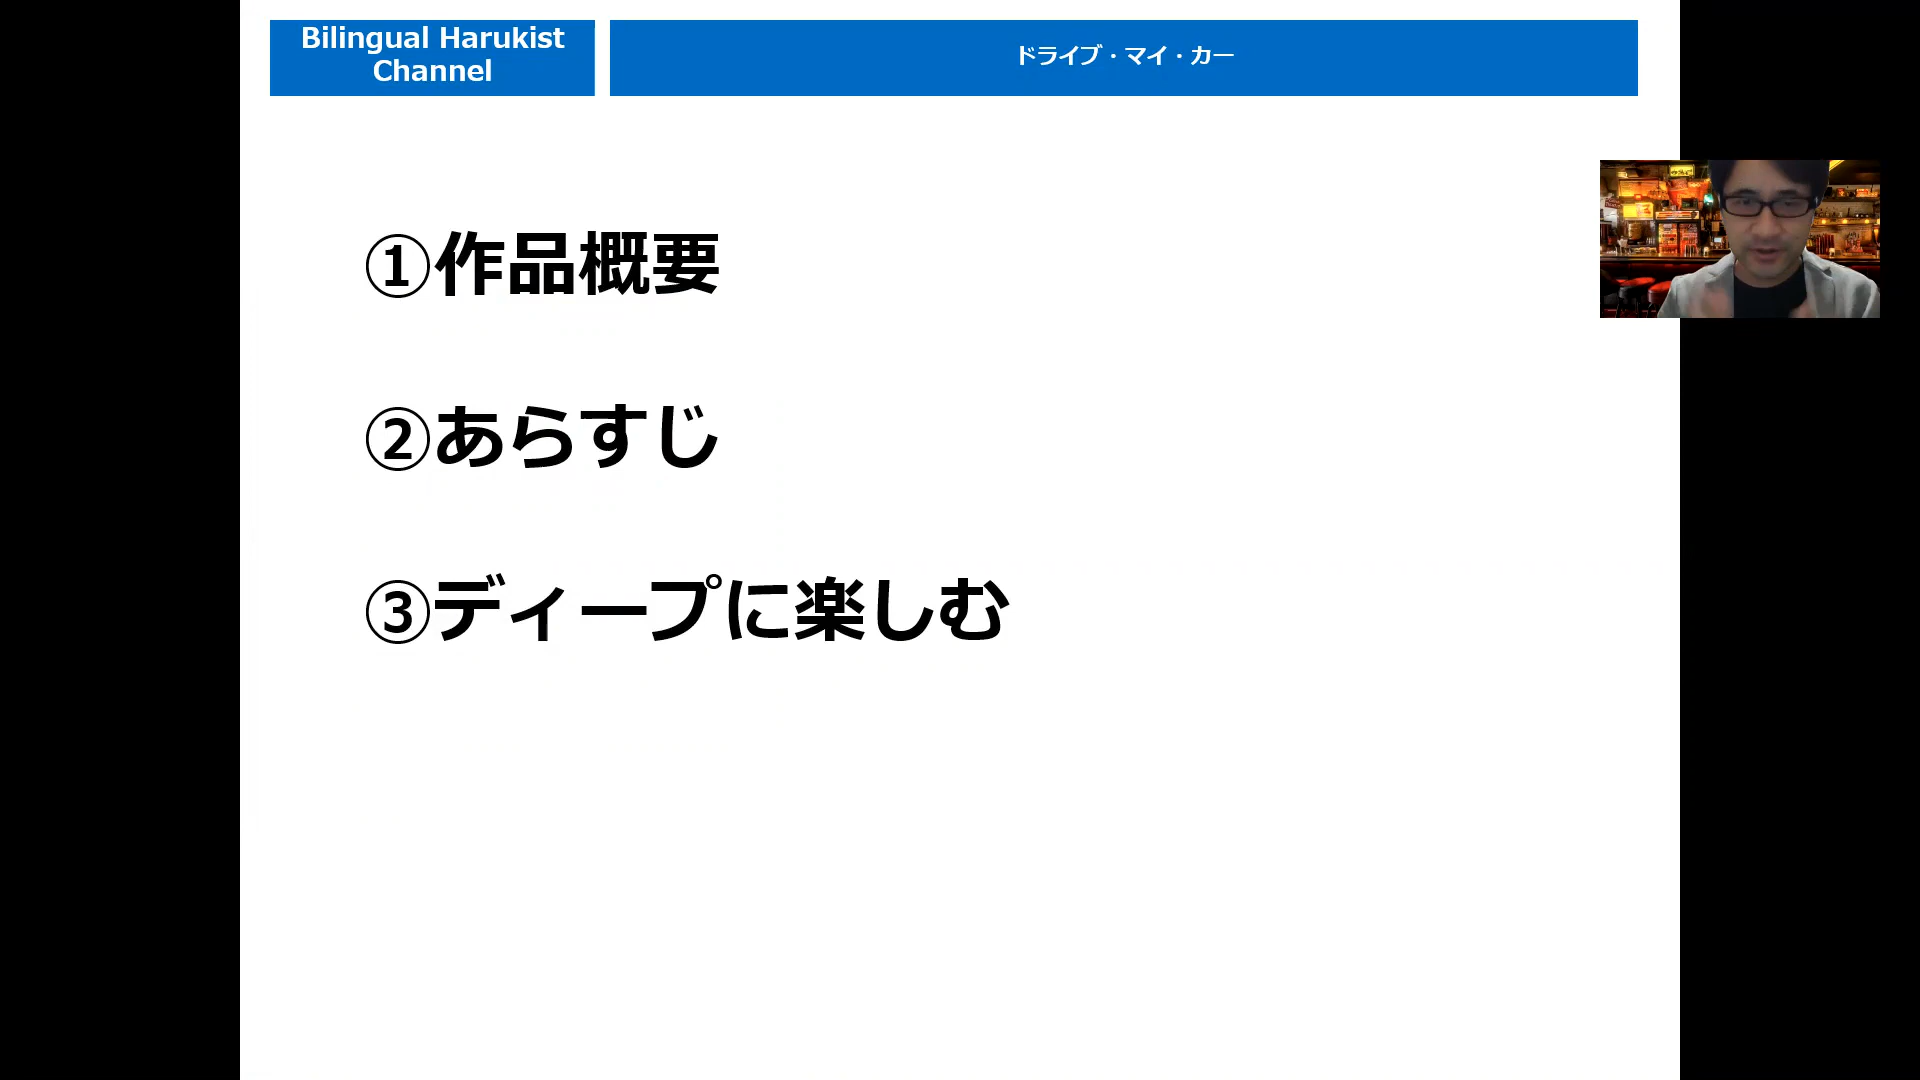 Bilingual Harukist
Channel
ドライブ・マイ・カー
①作品概要
②あらすじ
③ディープに楽しむ